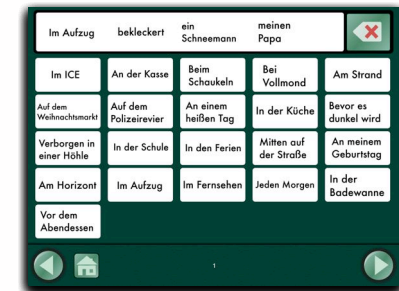 Im Aufzug
bekleckert
ein
Schneemann
meinen
Papa
Im ICE
An der Kasse
Beim
Schaukeln
Bei
Vollmond
Am Strand
Auf dem
Weihnachtsmarkt
Auf dem
Polizeirevier
An einem
heißen Tag
In der Küche
Bevor es
dunkel wird
Verborgen in
einer Höhle
In der Schule
In den Ferien
Mitten auf
der Straße
An meinem
Geburtstag
Am Horizont
Im Aufzug
Im Fernsehen
Jeden Morgen
In der
Badewanne
Vor dem
Abendessen
1